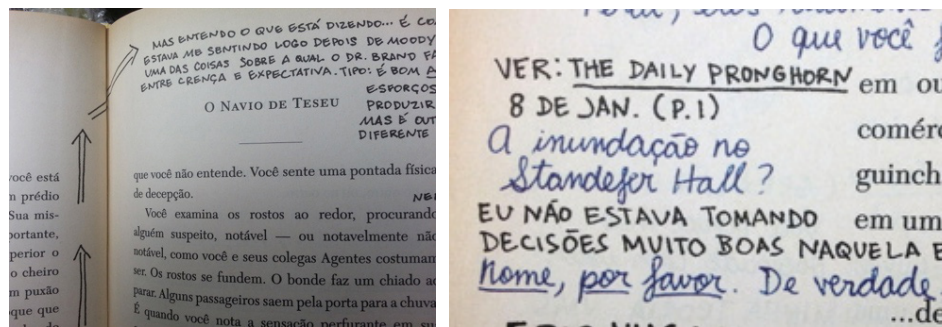 MAS ENTENDO O QUE ESTÁ DIZENDO... É
ESTAVA ME SENTINDO LOGO DEPOIS DE MOODY
UMA DAS COISAS SOBRE A QUAL O DR. BRAND
ENTRE CRENÇA E EXPECTATIVA. TIPO: É BOM
ESFORÇOS
PRODUZIR
MAS É
DIFERENTE
O NAVIO DE TESEU
que você não entende. Você sente uma pontada física
de decepção.
Você examina os rostos ao redor, procurando
alguém suspeito, notável — ou notavelmente não
notável, como você e seus colegas Agentes costumam
ser. Os rostos se fundem. O bonde faz um chiado ao
parar. Alguns passageiros saem pela porta para a chuva
É quando você nota a sensação perfurante em
você está
prédio
Sua mis-
perior o
o cheiro
puxão
que que
O que você
VER: THE DAILY PRONGHORN
8 DE JAN. (P.1)
A inundação no
Standefer Hall?
EU NÃO ESTAVA TOMANDO
DECISÕES MUITO BOAS NAQUELA
nome, por favor. De verdade
em
guinch
em um